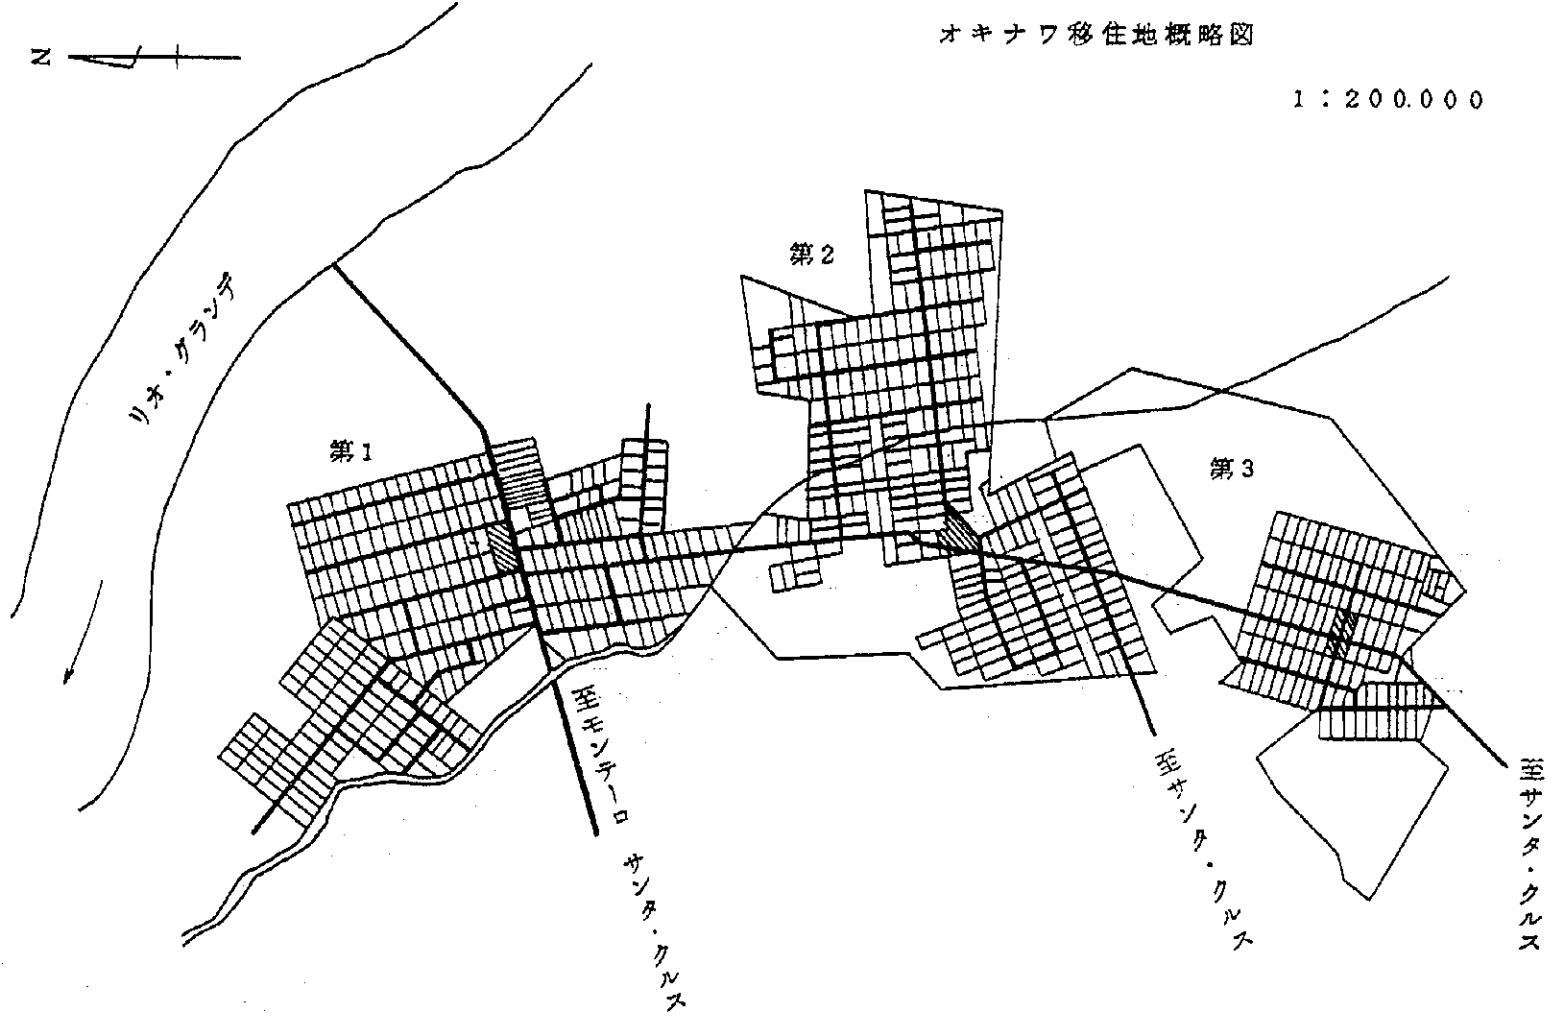 オキナワ移住地概略図
1:200.000
N
第2
リオ・グランデ
第1
第3
至モンテーロ サンタ・クルス
至サンタ・クルス
至サンタ・クルス